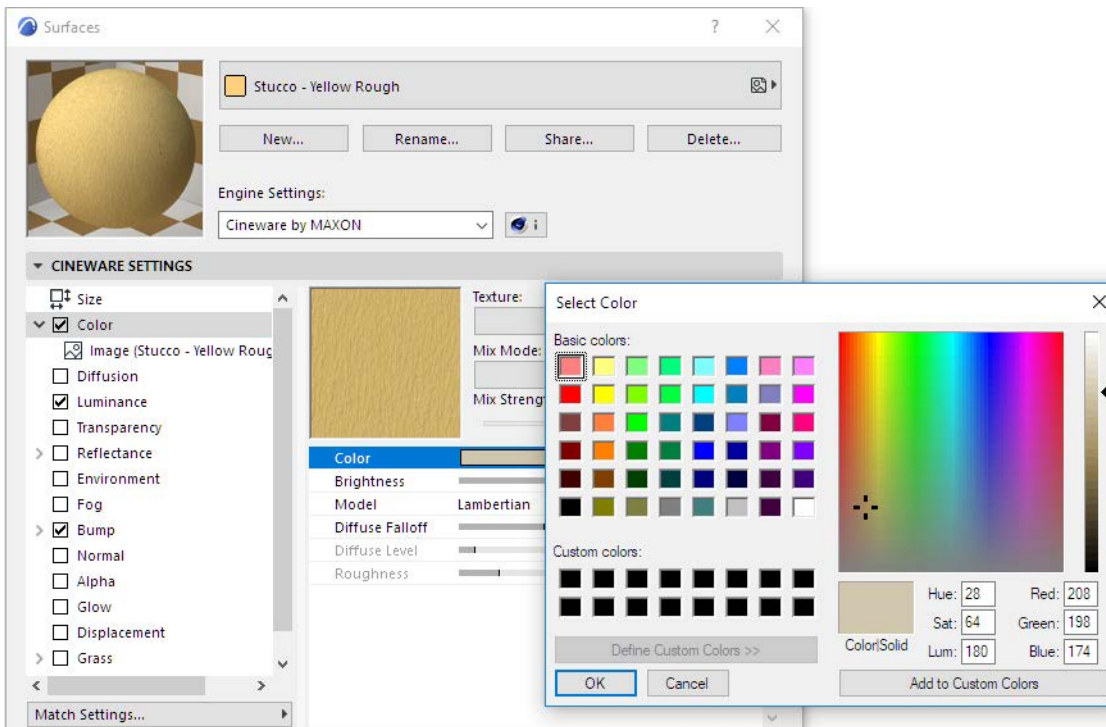 Surfaces
?
Stucco - Yellow Rough
New...
Rename...
Share...
Delete...
Engine Settings:
Cineware by MAXON
i
CINEWARE SETTINGS
Size
Color
Image (Stucco - Yellow Roug
Diffusion
Luminance
Transparency
Reflectance
Environment
Fog
Bump
Normal
Alpha
Glow
Displacement
Grass
Match Settings...
Texture:
Mix Mode:
Mix Streng
Color
Brightness
Model Lambertian
Diffuse Falloff
Diffuse Level
Roughness
Select Color
Basic colors:
Custom colors:
Define Custom Colors >>
OK
Cancel
Color|Solid
Hue: 28
Sat: 64
Lum: 180
Red: 208
Green: 198
Blue: 174
Add to Custom Colors